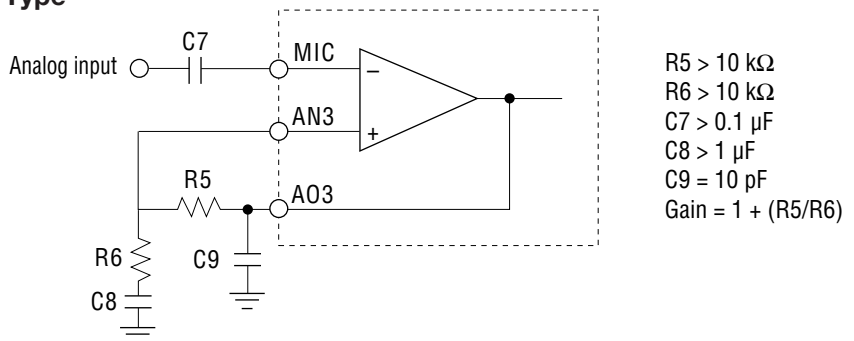 Type
Analog input
C7
MIC
–
AN3
+
R5
AO3
R6
C9
C8
R5 > 10 kΩ
R6 > 10 kΩ
C7 > 0.1 μF
C8 > 1 μF
C9 = 10 pF
Gain = 1 + (R5/R6)